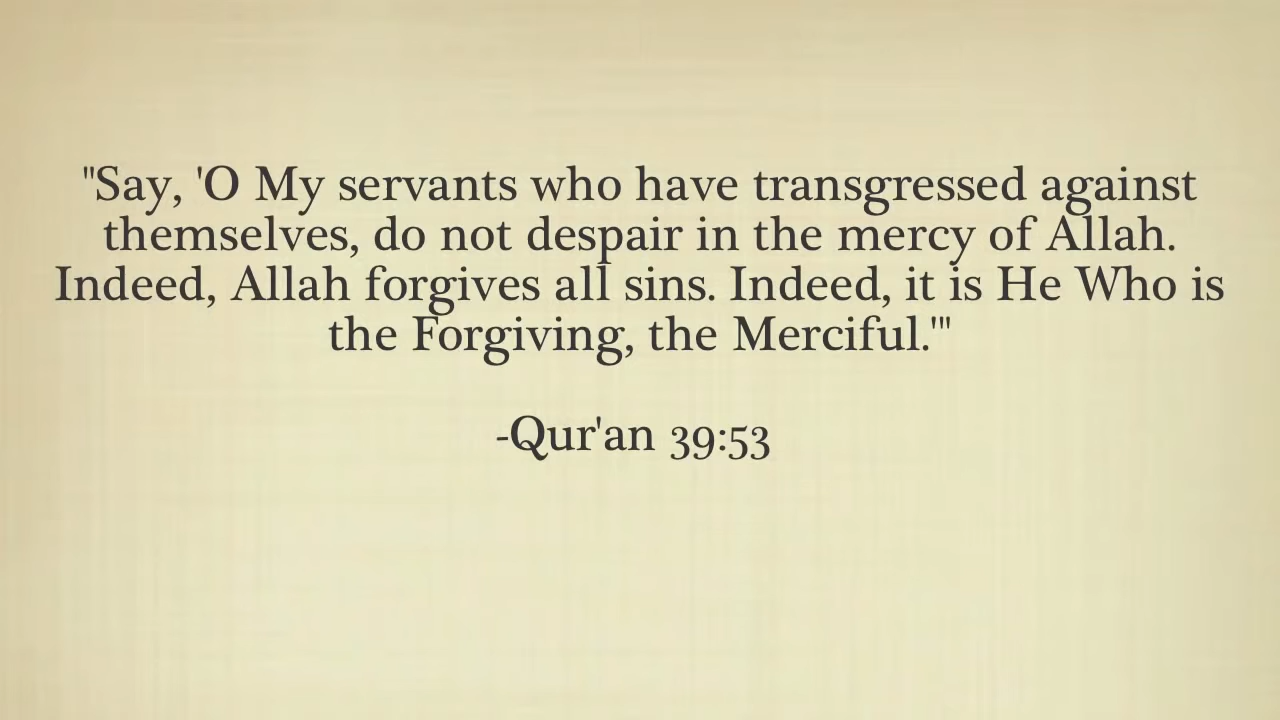 "Say, 'O My servants who have transgressed against
themselves, do not despair in the mercy of Allah.
Indeed, Allah forgives all sins. Indeed, it is He Who is
the Forgiving, the Merciful.'"
-Qur'an 39:53